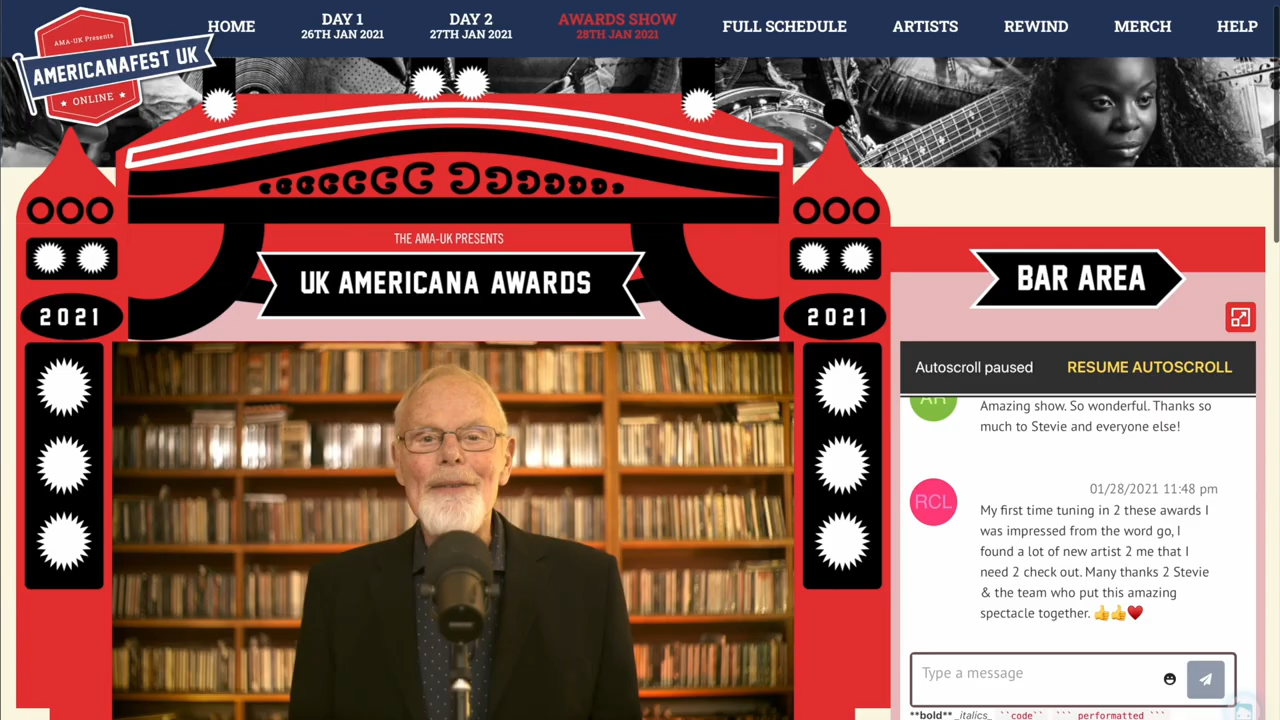 AMA-UK Presents
AMERICANAFEST UK
ONLINE
HOME
DAY 1
26TH JAN 2021
DAY 2
27TH JAN 2021
AWARDS SHOW
28TH JAN 2021
FULL SCHEDULE
ARTISTS
REWIND
MERCH
HELP
THE AMA-UK PRESENTS
UK AMERICANA AWARDS
2021
2021
BAR AREA
Autoscroll paused
RESUME AUTOSCROLL
AR
Amazing show. So wonderful. Thanks so
much to Stevie and everyone else!
RCL
01/28/2021 11:48 pm
My first time tuning in 2 these awards I
was impressed from the word go, I
found a lot of new artist 2 me that I
need 2 check out. Many thanks 2 Stevie
& the team who put this amazing
spectacle together. 👍👍♥️
Type a message
**bold** _italics_ ``code`` ``` performatted ```